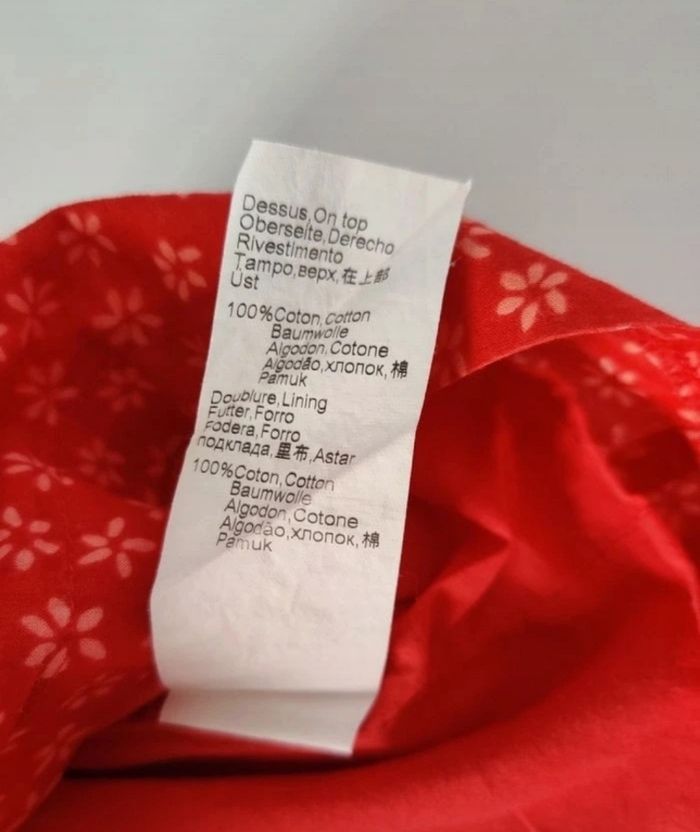 Dessus,On top
Oberseite,Derecho
Rivestimento
Tampo,верх,在上部
Üst
100%Coton,Cotton
Baumwolle
Algodon,Cotone
Algodão,хлопок,棉
Pamuk
Doublure,Lining
Futter,Forro
Fodera,Forro
подклада,里布,Astar
100%Coton,Cotton
Baumwolle
Algodon,Cotone
Algodão,хлопок,棉
Pamuk